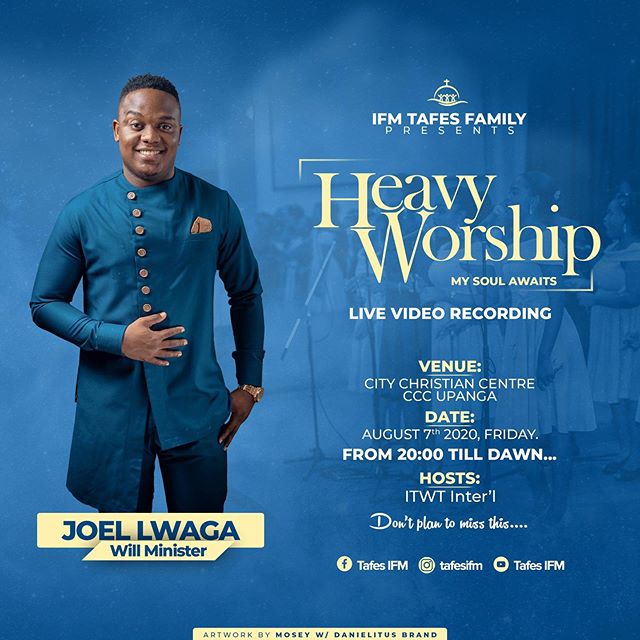 IFM TAFES FAMILY
PRESENTS
Heavy
Worship
MY SOUL AWAITS
LIVE VIDEO RECORDING
VENUE:
CITY CHRISTIAN CENTRE
CCC UPANGA
DATE:
AUGUST 7th 2020, FRIDAY.
FROM 20:00 TILL DAWN...
HOSTS:
ITWT Inter'l
Don't plan to miss this....
Tafes IFM tafesifm Tafes IFM
JOEL LWAGA
Will Minister
ARTWORK BY MOSEY W/ DANIELITUS BRAND